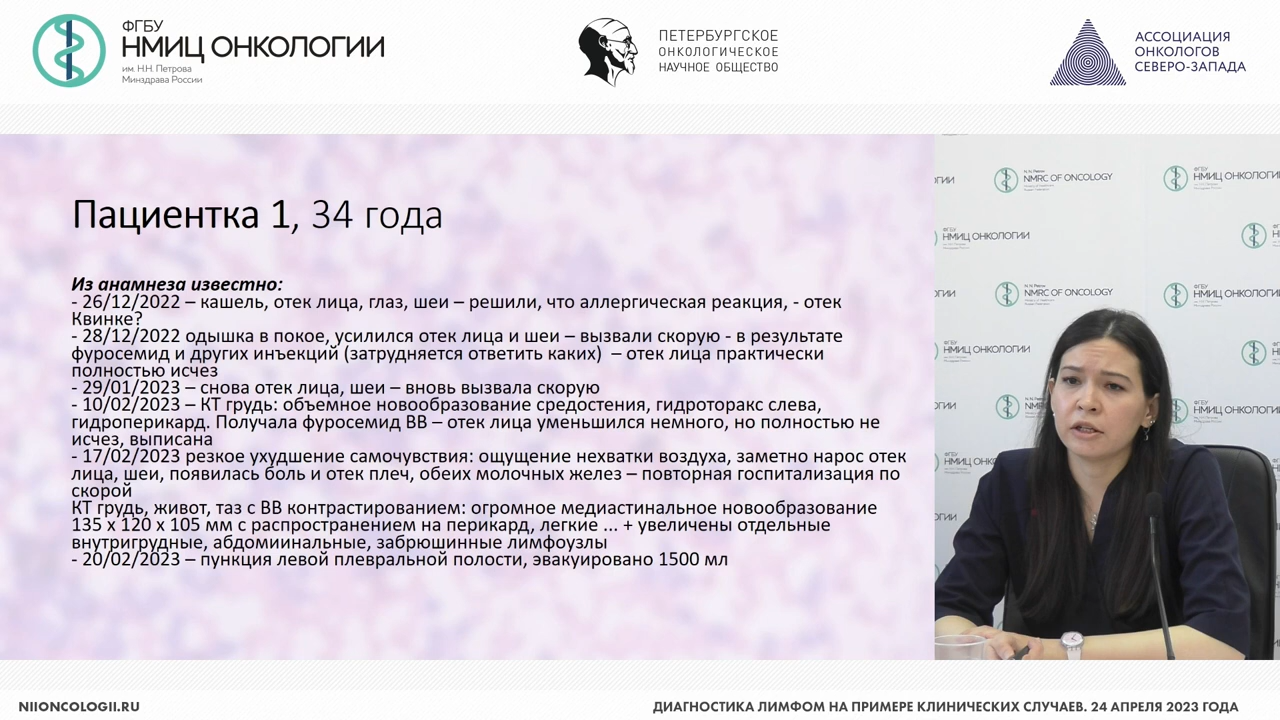 ФГБУ
НМИЦ ОНКОЛОГИИ
им. Н.Н. Петрова
Минздрава России
ПЕТЕРБУРГСКОЕ
ОНКОЛОГИЧЕСКОЕ
НАУЧНОЕ ОБЩЕСТВО
АССОЦИАЦИЯ
ОНКОЛОГОВ
СЕВЕРО-ЗАПАДА
Пациентка 1, 34 года
Из анамнеза известно:
- 26/12/2022 – кашель, отек лица, глаз, шеи – решили, что аллергическая реакция, - отек
Квинке?
- 28/12/2022 одышка в покое, усилился отек лица и шеи – вызвали скорую - в результате
фуросемид и других инъекций (затрудняется ответить каких) – отек лица практически
полностью исчез
- 29/01/2023 – снова отек лица, шеи – вновь вызвала скорую
- 10/02/2023 – КТ грудь: объемное новообразование средостения, гидроторакс слева,
гидроперикард. Получала фуросемид ВВ – отек лица уменьшился немного, но полностью не
исчез, выписана
- 17/02/2023 резкое ухудшение самочувствия: ощущение нехватки воздуха, заметно нарос отек
лица, шеи, появилась боль и отек плеч, обеих молочных желез – повторная госпитализация по
скорой
КТ грудь, живот, таз с ВВ контрастированием: огромное медиастинальное новообразование
135 х 120 х 105 мм с распространением на перикард, легкие ... + увеличены отдельные
внутригрудные, абдомиинальные, забрюшинные лимфоузлы
- 20/02/2023 – пункция левой плевральной полости, эвакуировано 1500 мл
NMRC OF ONCOLOGY
НМИЦ ОНКОЛОГИИ
НМИЦ ОНКОЛОГИИ
NMRC OF ONCOLOGY
NIIONCOLOGII.RU
ДИАГНОСТИКА ЛИМФОМ НА ПРИМЕРЕ КЛИНИЧЕСКИХ СЛУЧАЕВ. 24 АПРЕЛЯ 2023 ГОДА